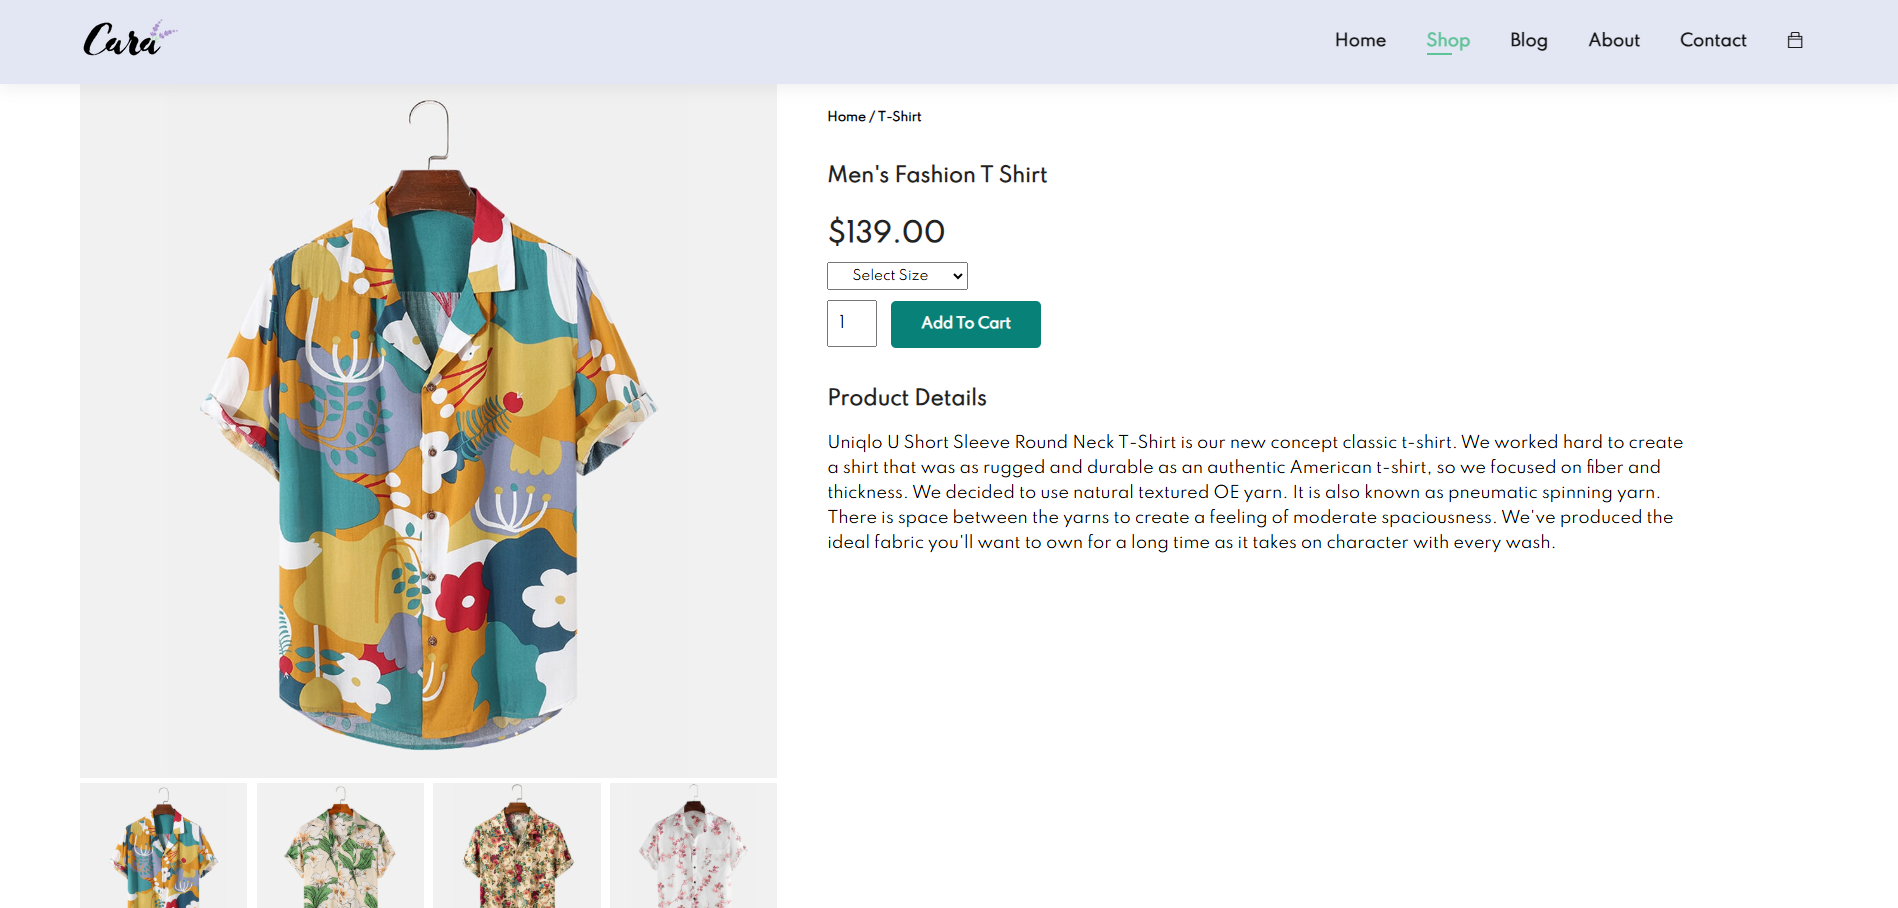 Cara
Home
Shop
Blog
About
Contact
Home / T-Shirt
Men's Fashion T Shirt
$139.00
Select Size
1
Add To Cart
Product Details
Uniqlo U Short Sleeve Round Neck T-Shirt is our new concept classic t-shirt. We worked hard to create
a shirt that was as rugged and durable as an authentic American t-shirt, so we focused on fiber and
thickness. We decided to use natural textured OE yarn. It is also known as pneumatic spinning yarn.
There is space between the yarns to create a feeling of moderate spaciousness. We've produced the
ideal fabric you'll want to own for a long time as it takes on character with every wash.